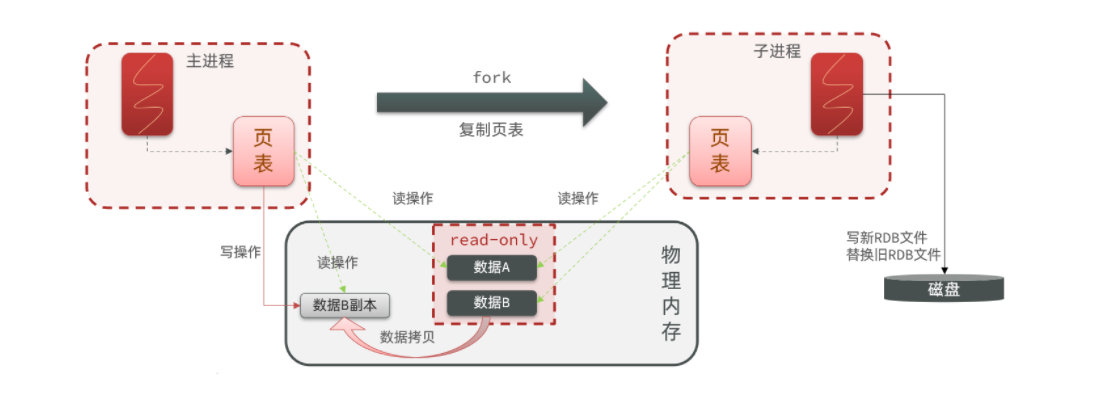 主进程
页
表
fork
复制页表
子进程
页
表
读操作
读操作
写操作
读操作
read-only
数据A
数据B
数据B副本
数据拷贝
物
理
内
存
写新RDB文件
替换旧RDB文件
磁盘